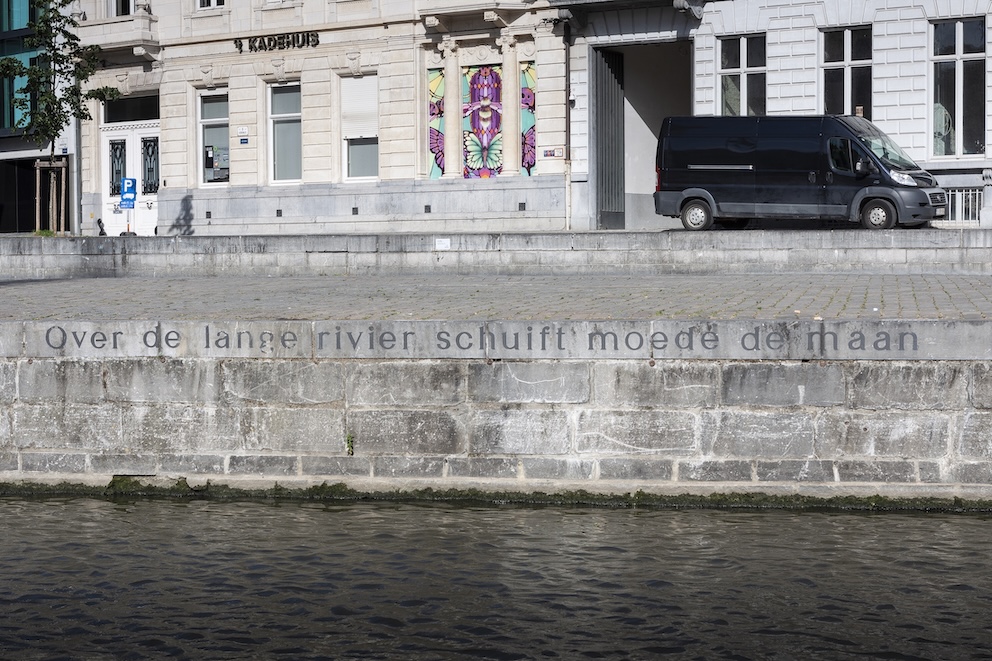 't KADEHUIS
P
Over de lange rivier schuift moede de maan